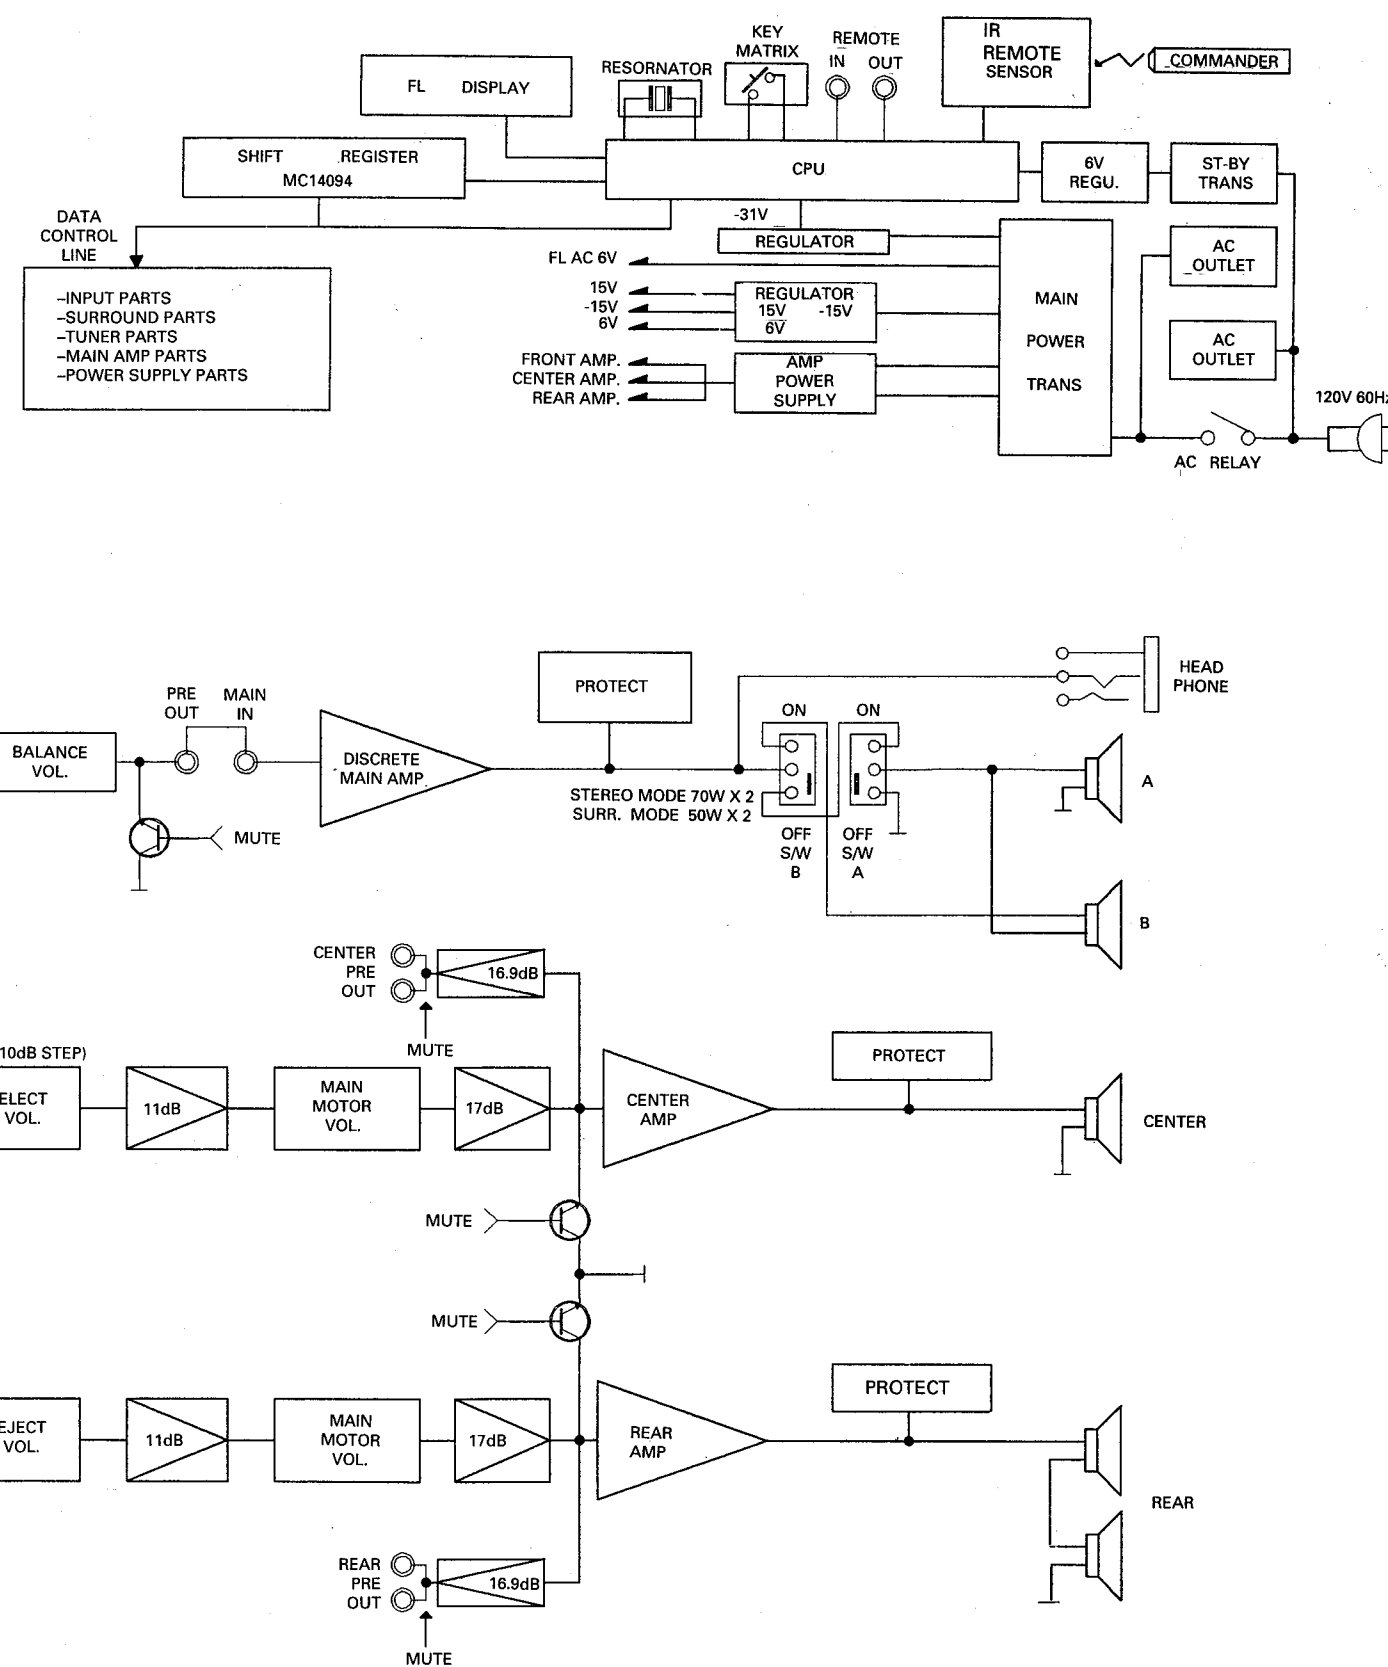 KEY
MATRIX
REMOTE
IN OUT
IR
REMOTE
SENSOR
COMMANDER
RESORNATOR
FL DISPLAY
SHIFT REGISTER
MC14094
CPU
6V
REGU.
ST-BY
TRANS
DATA
CONTROL
LINE
-31V
REGULATOR
FL AC 6V
15V
-15V
6V
REGULATOR
15V -15V
6V
MAIN
POWER
TRANS
AC
OUTLET
AC
OUTLET
–INPUT PARTS
–SURROUND PARTS
–TUNER PARTS
–MAIN AMP PARTS
–POWER SUPPLY PARTS
FRONT AMP.
CENTER AMP.
REAR AMP.
AMP
POWER
SUPPLY
120V 60Hz
AC RELAY
HEAD
PHONE
PROTECT
PRE
OUT
MAIN
IN
ON
ON
BALANCE
VOL.
DISCRETE
MAIN AMP.
STEREO MODE 70W X 2
SURR. MODE 50W X 2
A
MUTE
OFF
S/W
B
OFF
S/W
A
B
CENTER
PRE
OUT
16.9dB
MUTE
10dB STEP)
ELECT
VOL.
11dB
MAIN
MOTOR
VOL.
17dB
CENTER
AMP
PROTECT
CENTER
MUTE
MUTE
EJECT
VOL.
11dB
MAIN
MOTOR
VOL.
17dB
REAR
AMP
PROTECT
REAR
REAR
PRE
OUT
16.9dB
MUTE